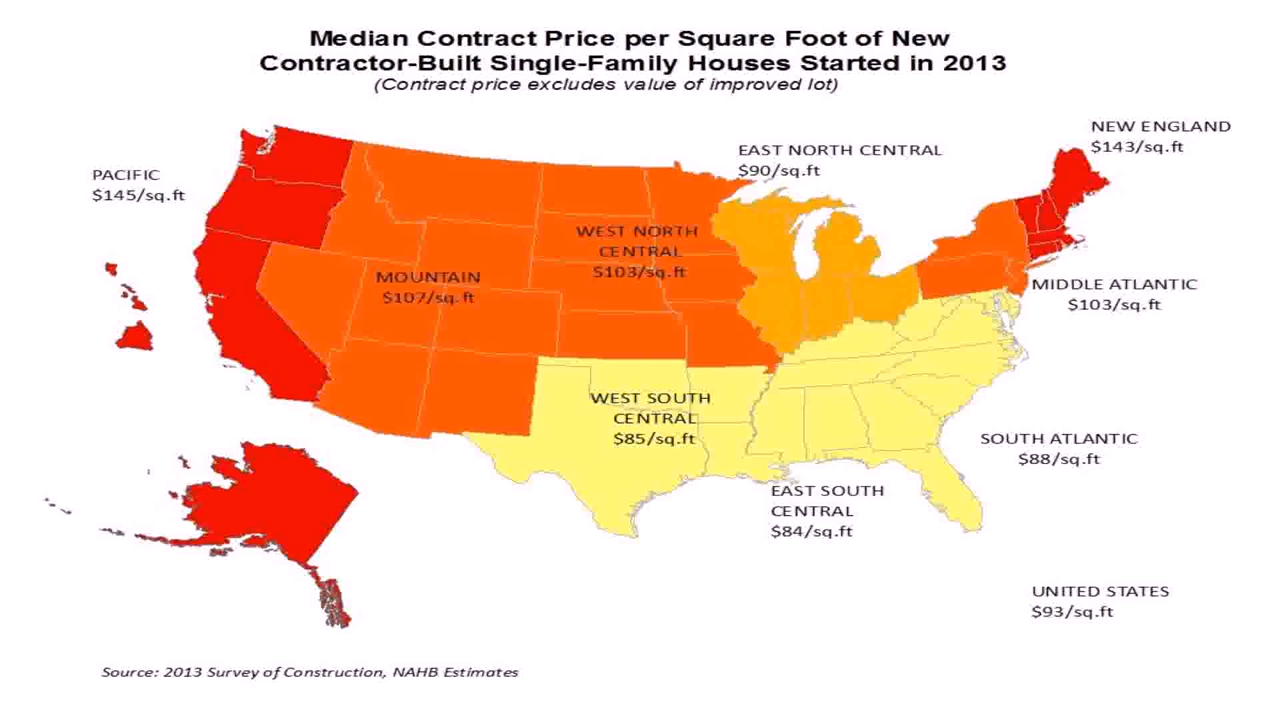 Median Contract Price per Square Foot of New
Contractor-Built Single-Family Houses Started in 2013
(Contract price excludes value of improved lot)
NEW ENGLAND
$143/sq.ft
EAST NORTH CENTRAL
$90/sq.ft
PACIFIC
$145/sq.ft
WEST NORTH
CENTRAL
$103/sq.ft
MOUNTAIN
$107/sq.ft
MIDDLE ATLANTIC
$103/sq.ft
WEST SOUTH
CENTRAL
$85/sq.ft
SOUTH ATLANTIC
$88/sq.ft
EAST SOUTH
CENTRAL
$84/sq.ft
UNITED STATES
$93/sq.ft
Source: 2013 Survey of Construction, NAHB Estimates